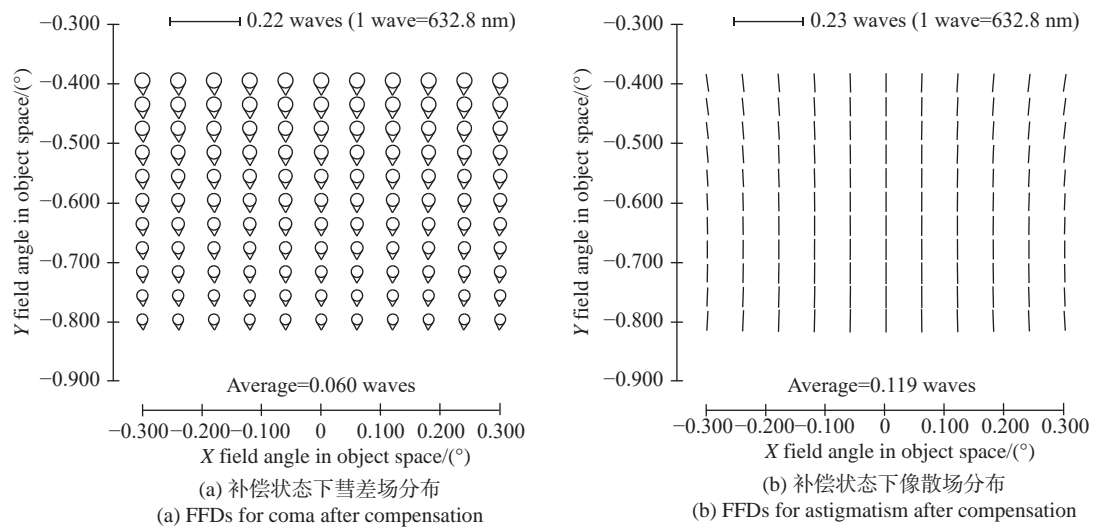 0.22 waves (1 wave=632.8 nm)
−0.300
−0.400
−0.500
−0.600
−0.700
−0.800
−0.900
Y field angle in object space/(°)
Average=0.060 waves
−0.300 −0.200 −0.100 0 0.100 0.200 0.300
X field angle in object space/(°)
(a) 补偿状态下彗差场分布
(a) FFDs for coma after compensation
0.23 waves (1 wave=632.8 nm)
−0.300
−0.400
−0.500
−0.600
−0.700
−0.800
−0.900
Y field angle in object space/(°)
Average=0.119 waves
−0.300 −0.200 −0.100 0 0.100 0.200 0.300
X field angle in object space/(°)
(b) 补偿状态下像散场分布
(b) FFDs for astigmatism after compensation